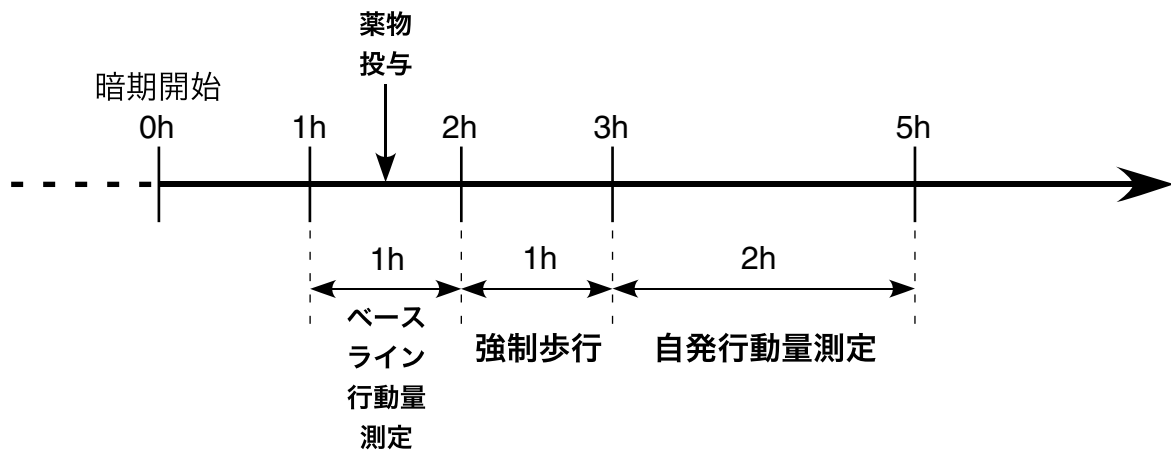 薬物
投与
暗期開始
0h
1h
2h
3h
5h
1h
1h
2h
ベース
ライン
行動量
測定
強制歩行
自発行動量測定